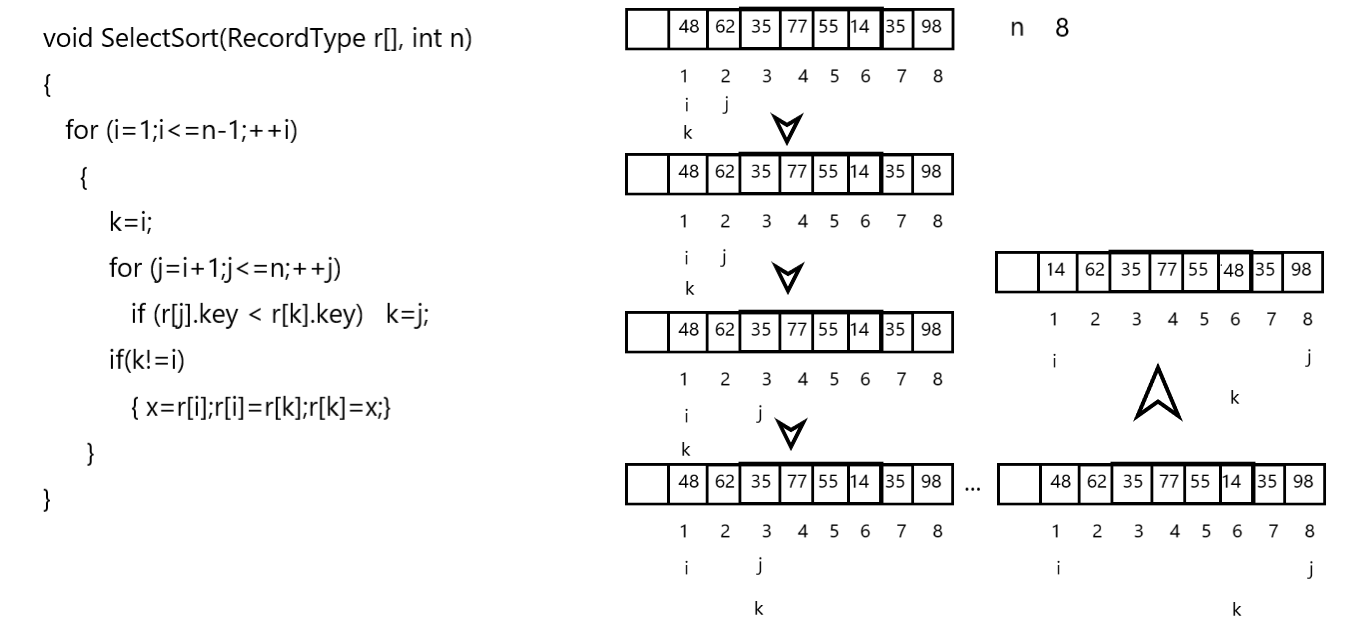 void SelectSort(RecordType r[], int n)
{
for (i=1;i<=n-1;++i)
{
k=i;
for (j=i+1;j<=n;++j)
if (r[j].key < r[k].key) k=j;
if(k!=i)
{ x=r[i];r[i]=r[k];r[k]=x;}
}
}
48 62 35 77 55 14 35 98
n 8
1 2 3 4 5 6 7 8
i j
k
48 62 35 77 55 14 35 98
1 2 3 4 5 6 7 8
i j
k
48 62 35 77 55 14 35 98
1 2 3 4 5 6 7 8
i j
k
48 62 35 77 55 14 35 98
1 2 3 4 5 6 7 8
i j
k
...
48 62 35 77 55 14 35 98
1 2 3 4 5 6 7 8
i j
k
14 62 35 77 55 48 35 98
1 2 3 4 5 6 7 8
i j
k